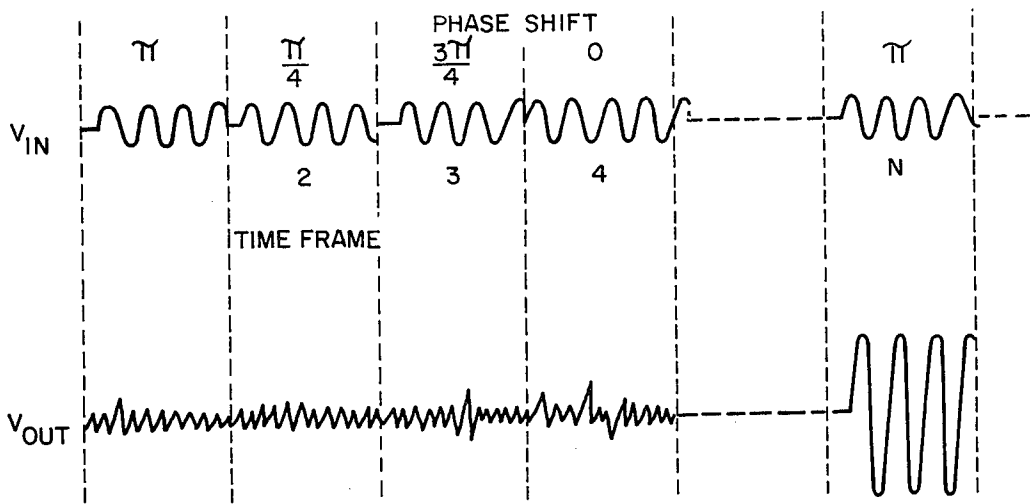 PHASE SHIFT
π π/4 3π/4 0 π
V_IN
2 3 4 N
TIME FRAME
V_OUT